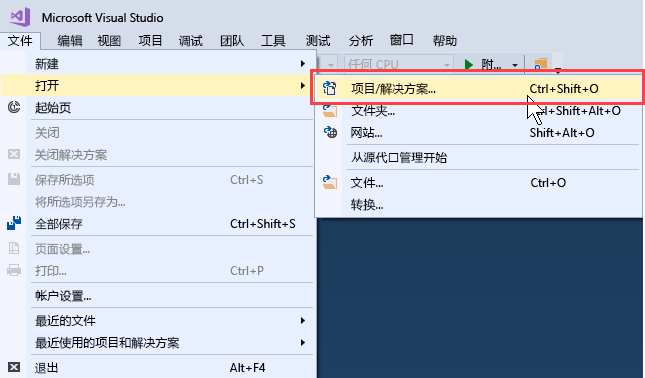 Microsoft Visual Studio
文件 编辑 视图 项目 调试 团队 工具 测试 分析 窗口 帮助
任何 CPU 附...
新建
打开
起始页
关闭
关闭解决方案
保存所选项 Ctrl+S
将所选项另存为...
全部保存 Ctrl+Shift+S
页面设置...
打印... Ctrl+P
帐户设置...
最近的文件
最近使用的项目和解决方案
退出 Alt+F4
项目/解决方案... Ctrl+Shift+O
文件夹... Ctrl+Shift+Alt+O
网站... Shift+Alt+O
从源代口管理开始
文件... Ctrl+O
转换...